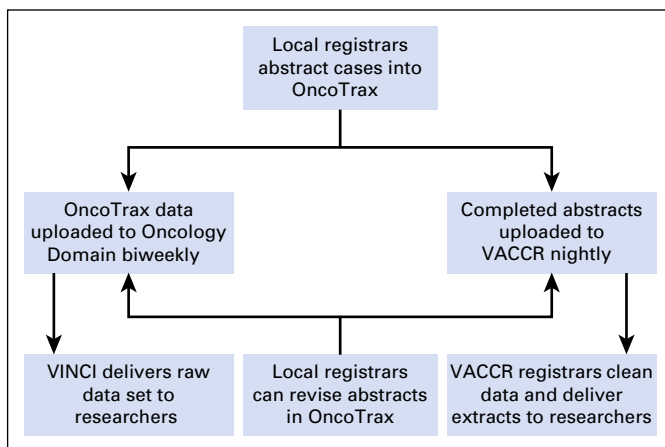 Local registrars
abstract cases into
OncoTrax
OncoTrax data
uploaded to Oncology
Domain biweekly
Completed abstracts
uploaded to
VACCR nightly
VINCI delivers raw
data set to
researchers
Local registrars
can revise abstracts
in OncoTrax
VACCR registrars clean
data and deliver
extracts to researchers